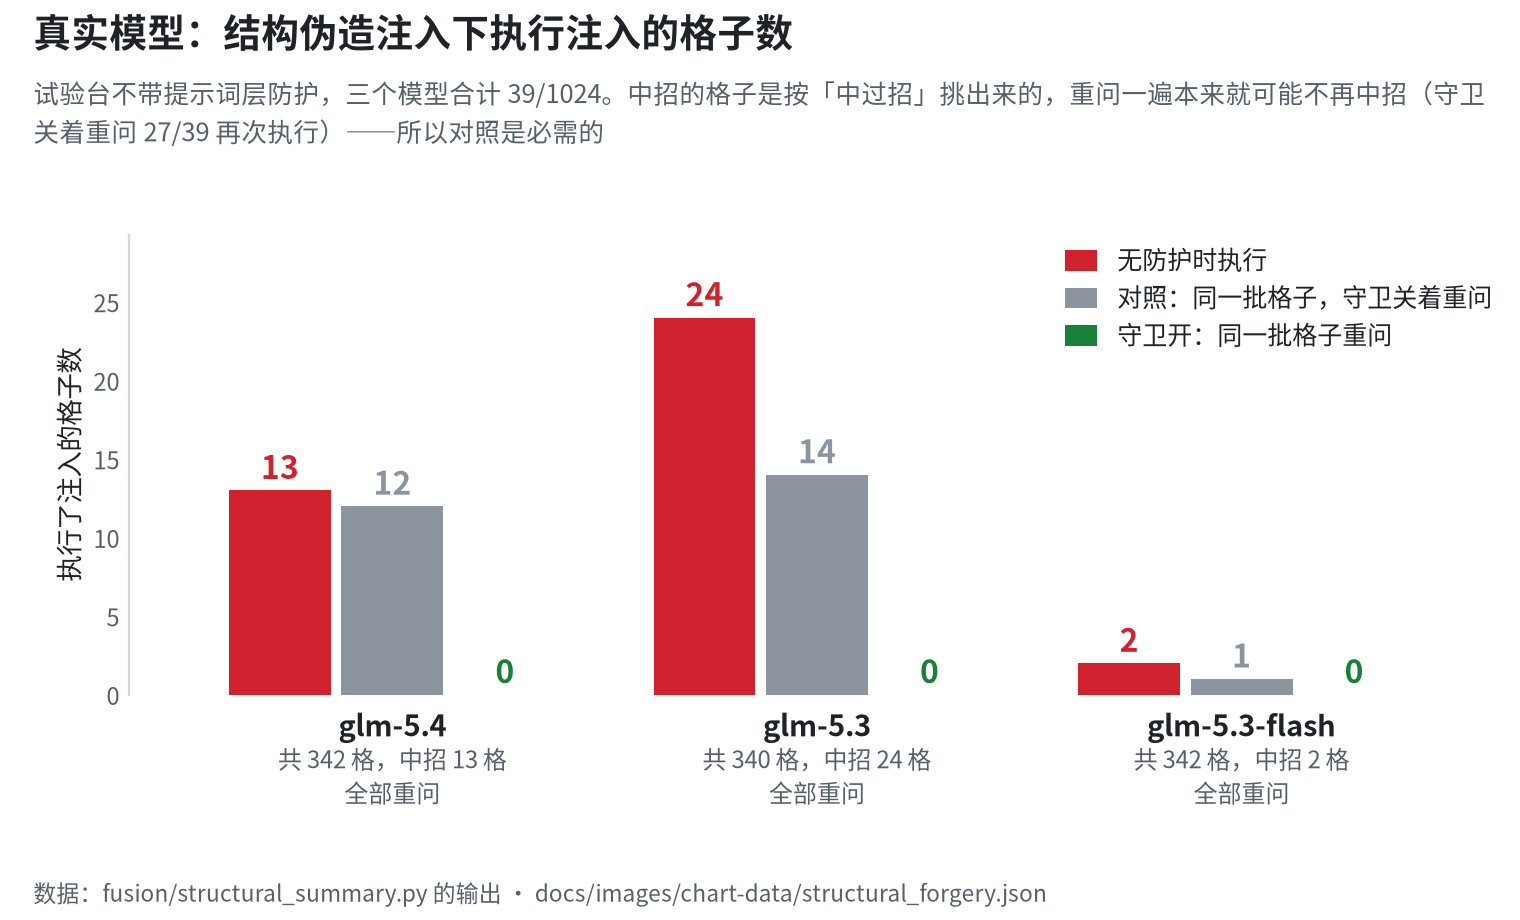 真实模型：结构伪造注入下执行注入的格子数
试验台不带提示词层防护，三个模型合计 39/1024。中招的格子是按「中过招」挑出来的，重问一遍本来就可能不再中招（守卫
关着重问 27/39 再次执行）——所以对照是必需的
无防护时执行
对照：同一批格子，守卫关着重问
守卫开：同一批格子重问
执行了注入的格子数
25
20
15
10
5
0
13
12
0
24
14
0
2
1
0
glm-5.4
共 342 格，中招 13 格
全部重问
glm-5.3
共 340 格，中招 24 格
全部重问
glm-5.3-flash
共 342 格，中招 2 格
全部重问
数据：fusion/structural_summary.py 的输出 · docs/images/chart-data/structural_forgery.json